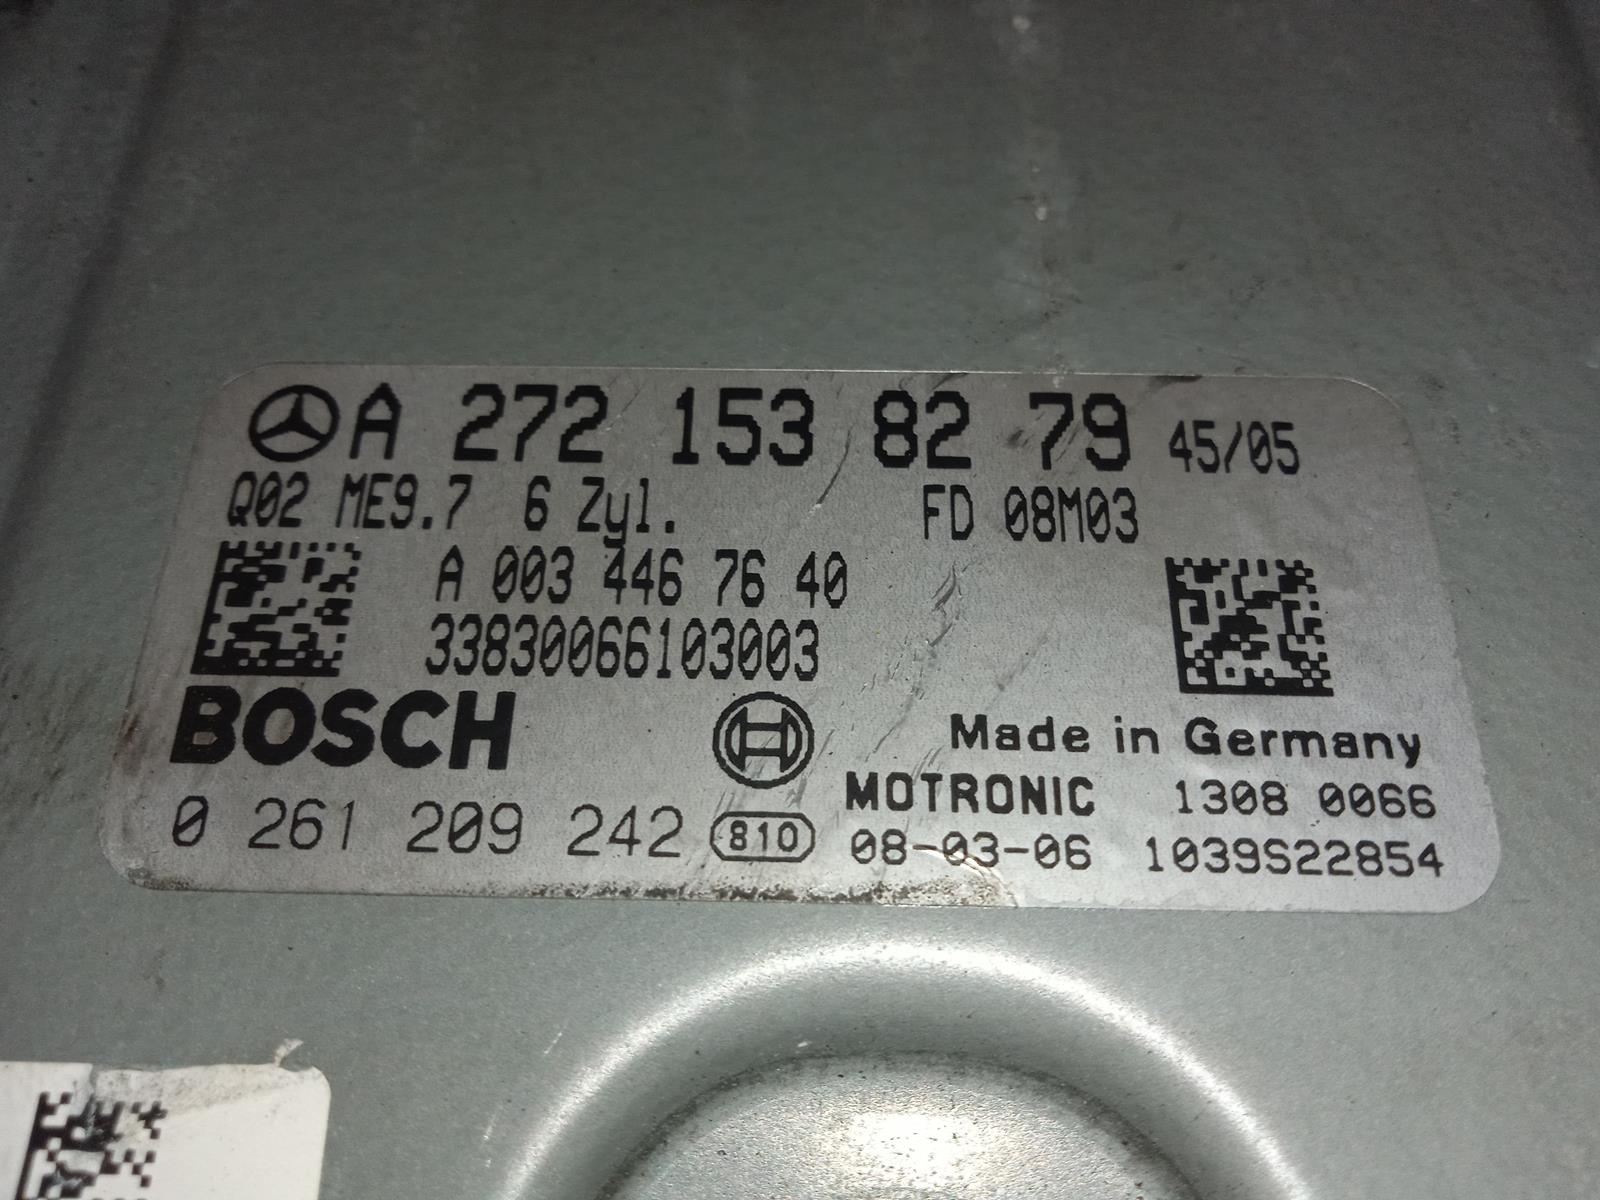 A 272 153 82 79 45/05
Q02 ME9.7 6 Zyl. FD 08M03
A 003 446 76 40
33830066103003
BOSCH Made in Germany
MOTRONIC 1308 0066
0 261 209 242 810 08-03-06 1039S22854